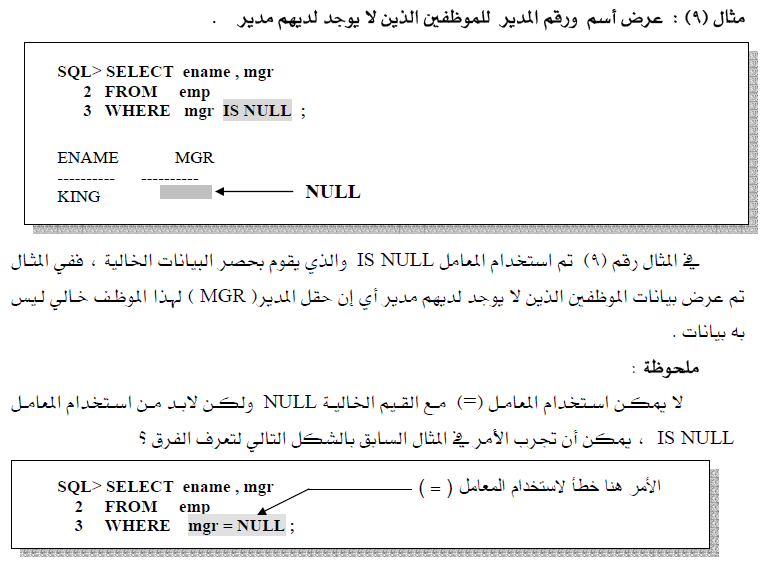 مثال (٩) : عرض أسم ورقم المدير للموظفين الذين لا يوجد لديهم مدير .
SQL> SELECT ename , mgr
2 FROM emp
3 WHERE mgr IS NULL ;
ENAME MGR
---------- ----------
KING NULL
في المثال رقم (٩) تم استخدام المعامل IS NULL والذي يقوم بحصر البيانات الخالية ، ففي المثال
تم عرض بيانات الموظفين الذين لا يوجد لديهم مدير أي إن حقل المدير( MGR ) لهذا الموظف خالي ليس
به بيانات .
ملحوظة :
لا يمكن استخدام المعامل (=) مع القيم الخالية NULL ولكن لابد من استخدام المعامل
IS NULL ، يمكن أن تجرب الأمر في المثال السابق بالشكل التالي لتعرف الفرق ؟
SQL> SELECT ename , mgr الأمر هنا خطأ لاستخدام المعامل ( = )
2 FROM emp
3 WHERE mgr = NULL ;